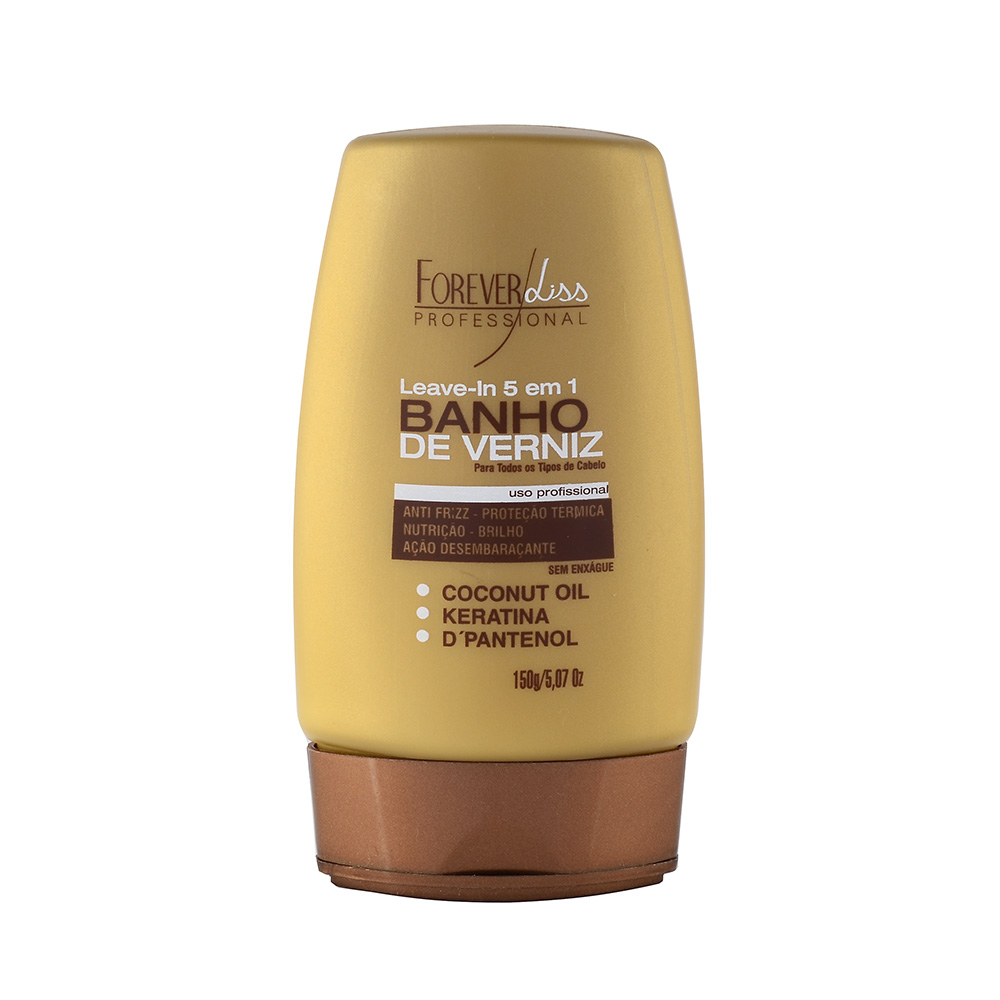 FOREVER Liss
PROFESSIONAL
Leave-In 5 em 1
BANHO
DE VERNIZ
Para Todos os Tipos de Cabelo
uso profissional
ANTI FRIZZ - PROTEÇÃO TERMICA
NUTRIÇÃO - BRILHO
AÇÃO DESEMBARAÇANTE
SEM ENXÁGUE
COCONUT OIL
KERATINA
D´PANTENOL
150g/5,07 Oz